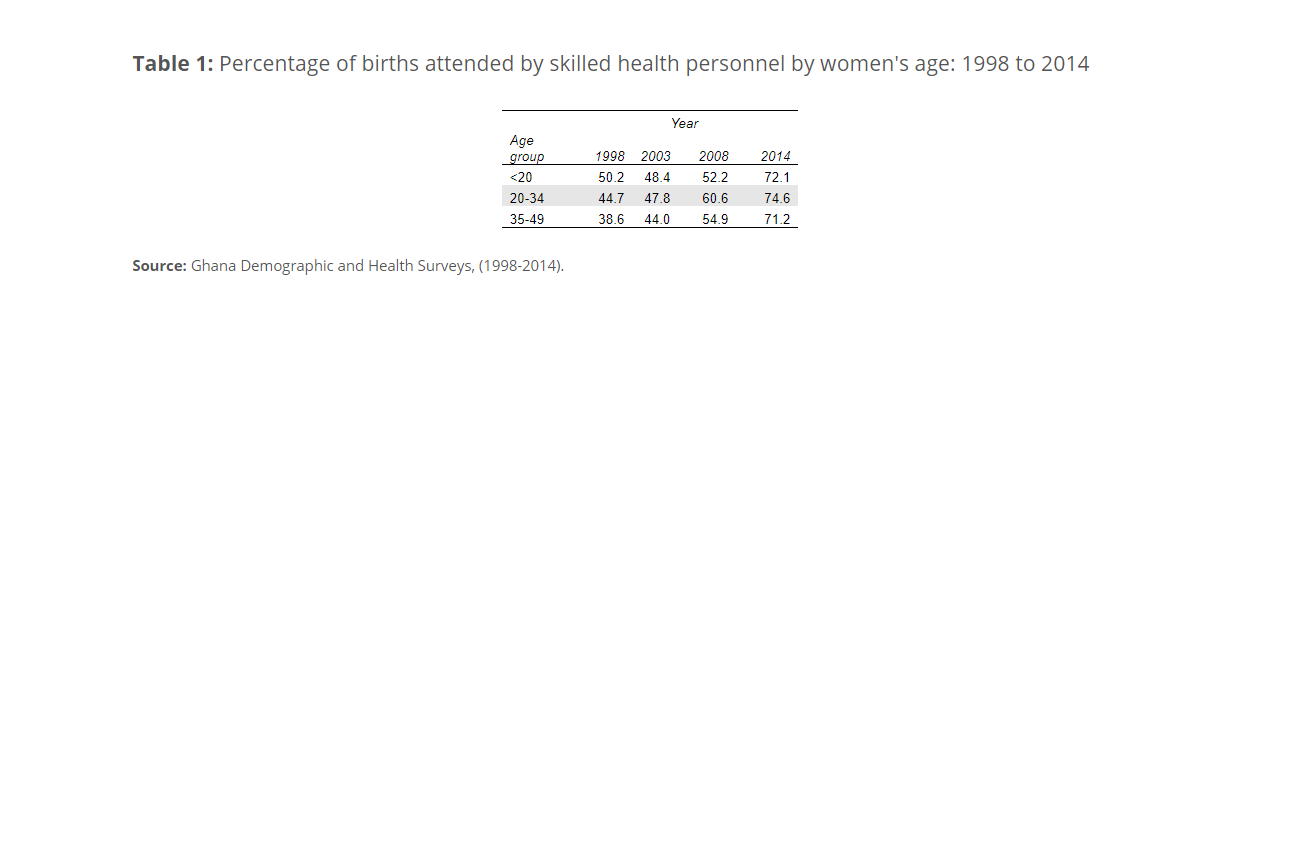 Table 1: Percentage of births attended by skilled health personnel by women's age: 1998 to 2014
Year
Age
group 1998 2003 2008 2014
<20 50.2 48.4 52.2 72.1
20-34 44.7 47.8 60.6 74.6
35-49 38.6 44.0 54.9 71.2
Source: Ghana Demographic and Health Surveys, (1998-2014).